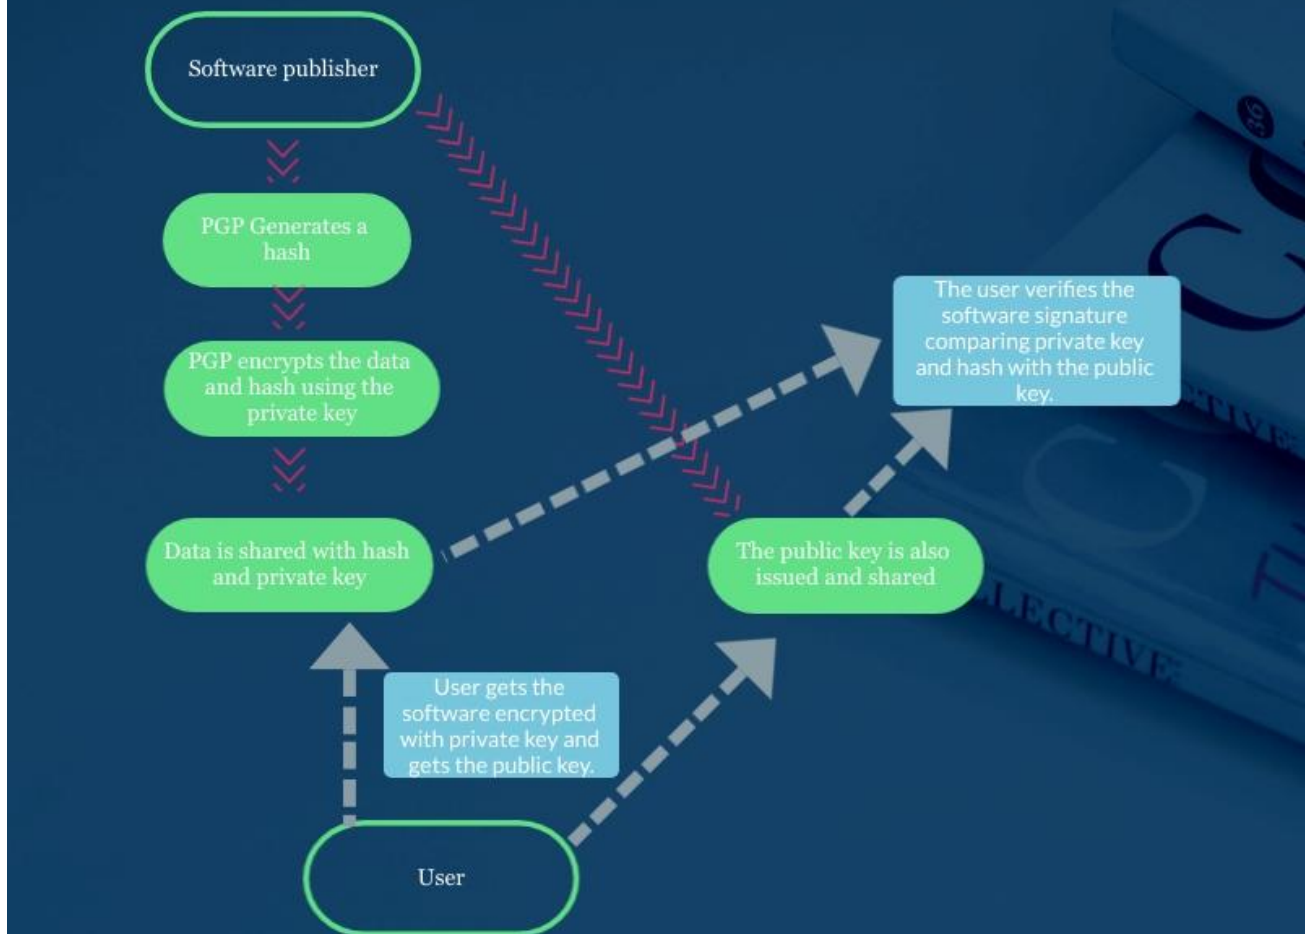 Software publisher
36
PGP Generates a
hash
The user verifies the
software signature
comparing private key
and hash with the public
key.
PGP encrypts the data
and hash using the
private key
Data is shared with hash
and private key
The public key is also
issued and shared
User gets the
software encrypted
with private key and
gets the public key.
User